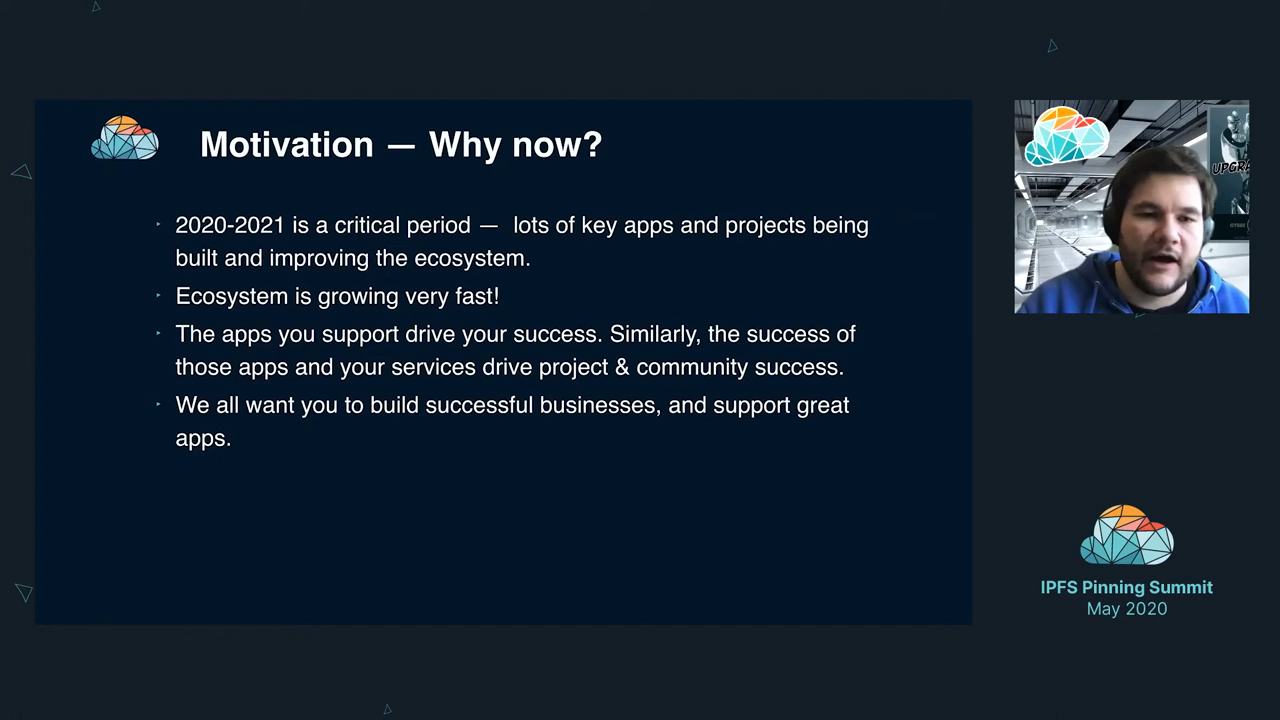 Motivation — Why now?
2020-2021 is a critical period — lots of key apps and projects being
built and improving the ecosystem.
Ecosystem is growing very fast!
The apps you support drive your success. Similarly, the success of
those apps and your services drive project & community success.
We all want you to build successful businesses, and support great
apps.
IPFS Pinning Summit
May 2020